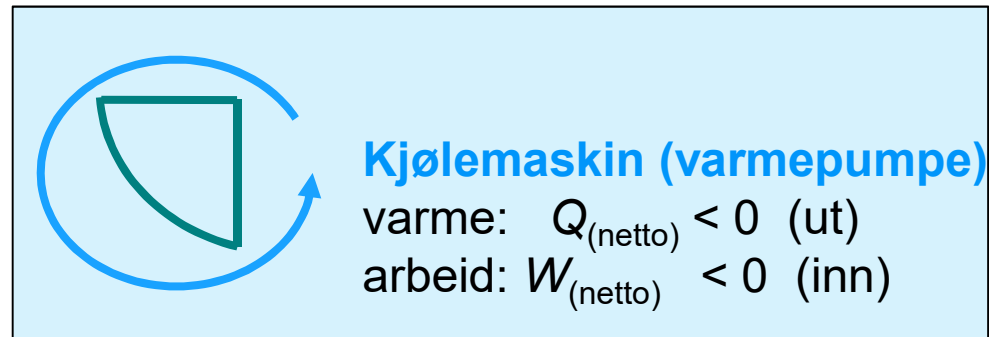 Kjølemaskin (varmepumpe)
varme: Q(netto) < 0 (ut)
arbeid: W(netto) < 0 (inn)